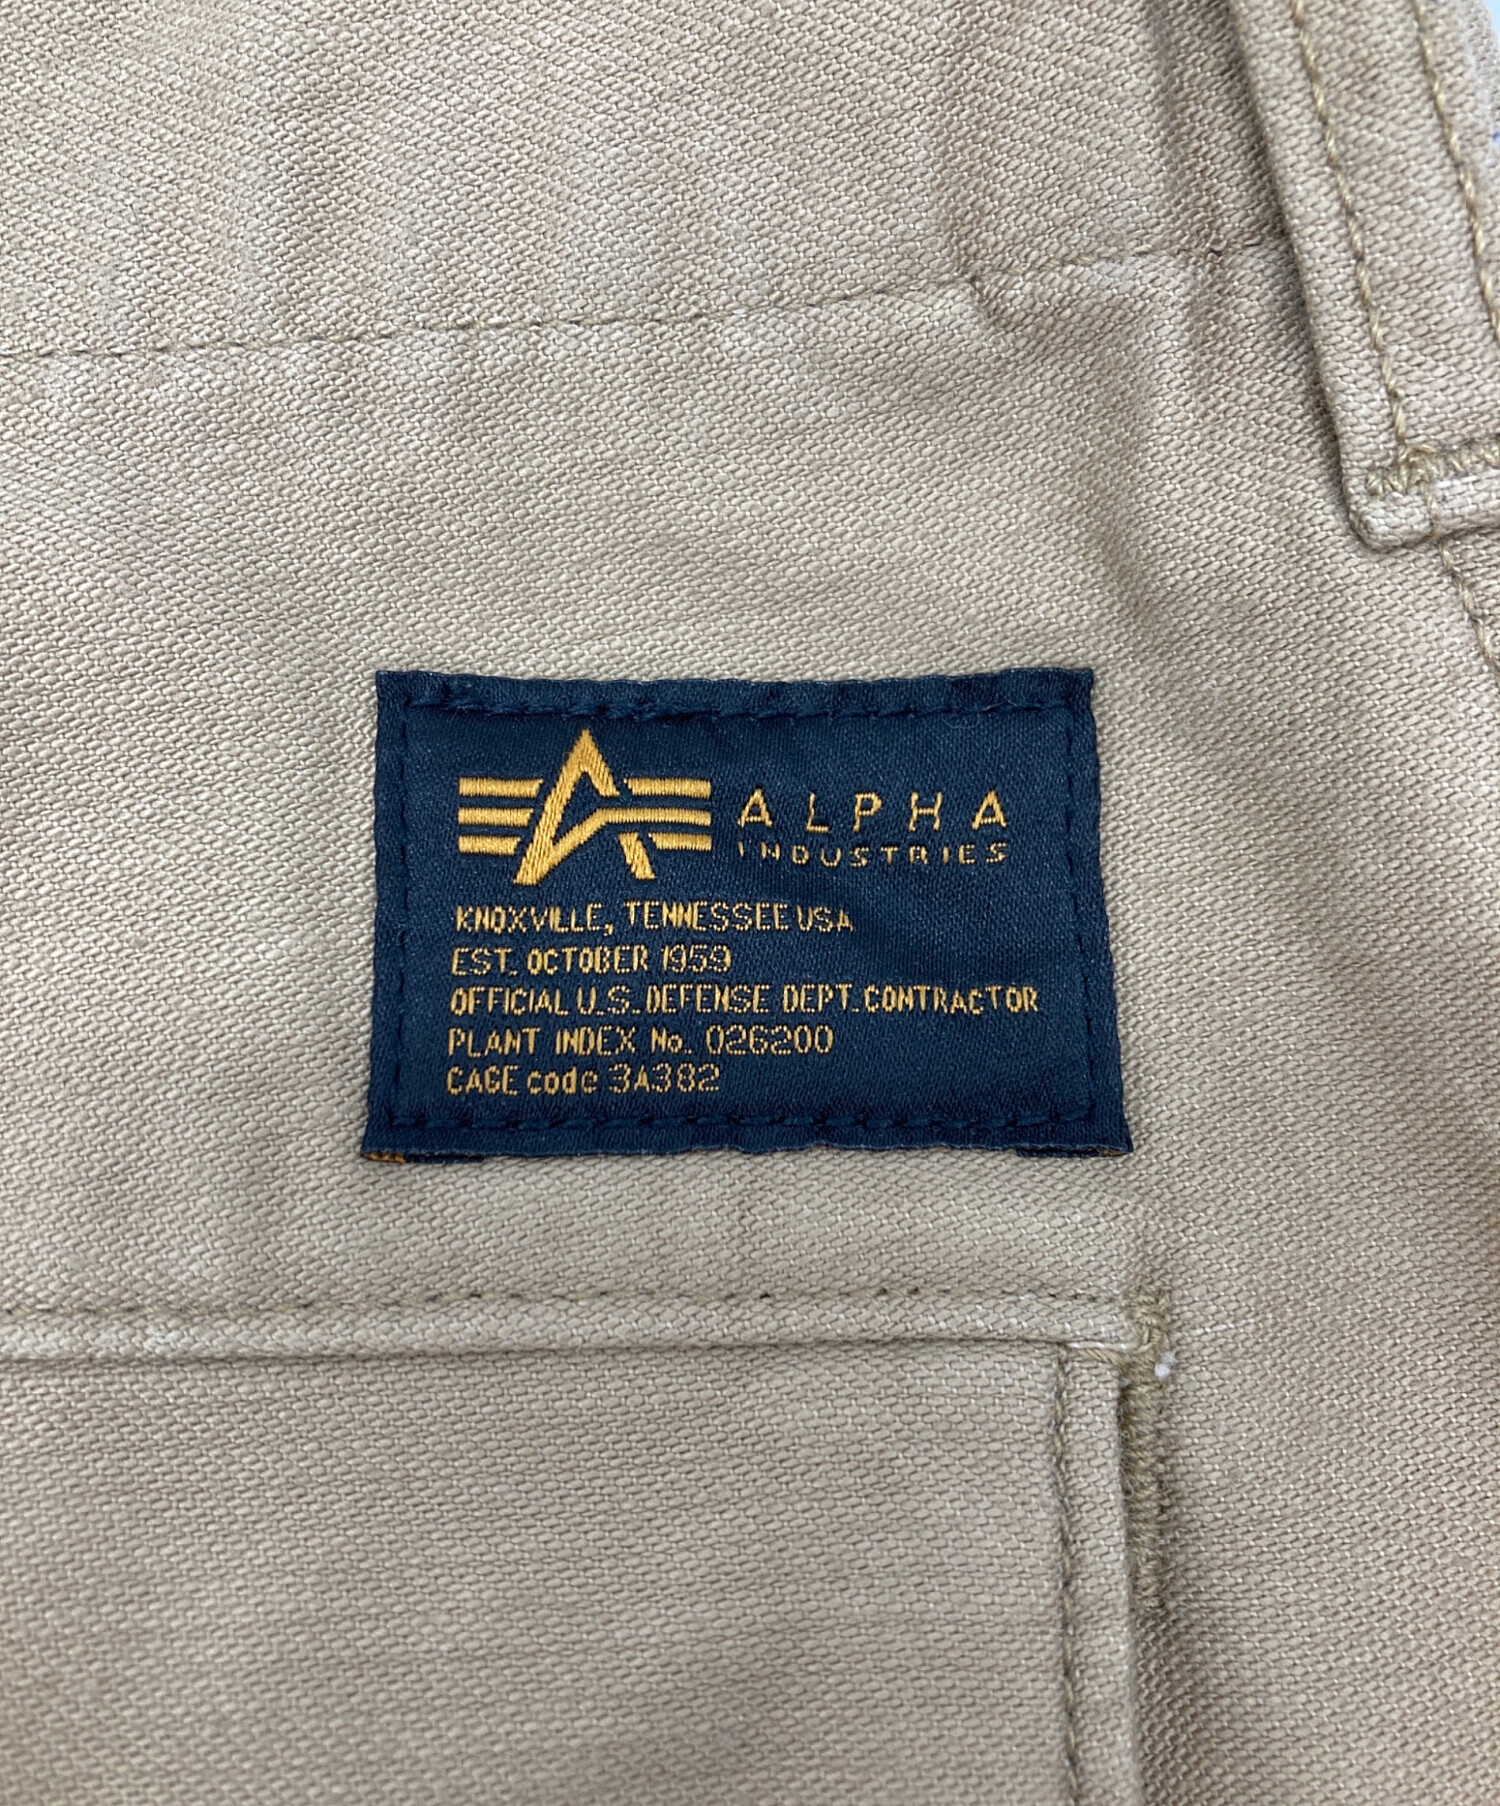 ALPHA
INDUSTRIES
KNOXVILLE, TENNESSEE USA
EST. OCTOBER 1959
OFFICIAL U.S. DEFENSE DEPT. CONTRACTOR
PLANT INDEX No. 026200
CAGE code 3A382